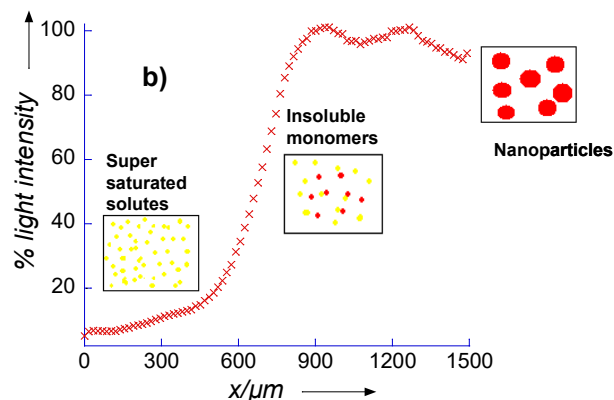 100
80
60
40
20
% light intensity
b)
Super
saturated
solutes
Insoluble
monomers
Nanoparticles
0
300
600
900
1200
1500
x/µm